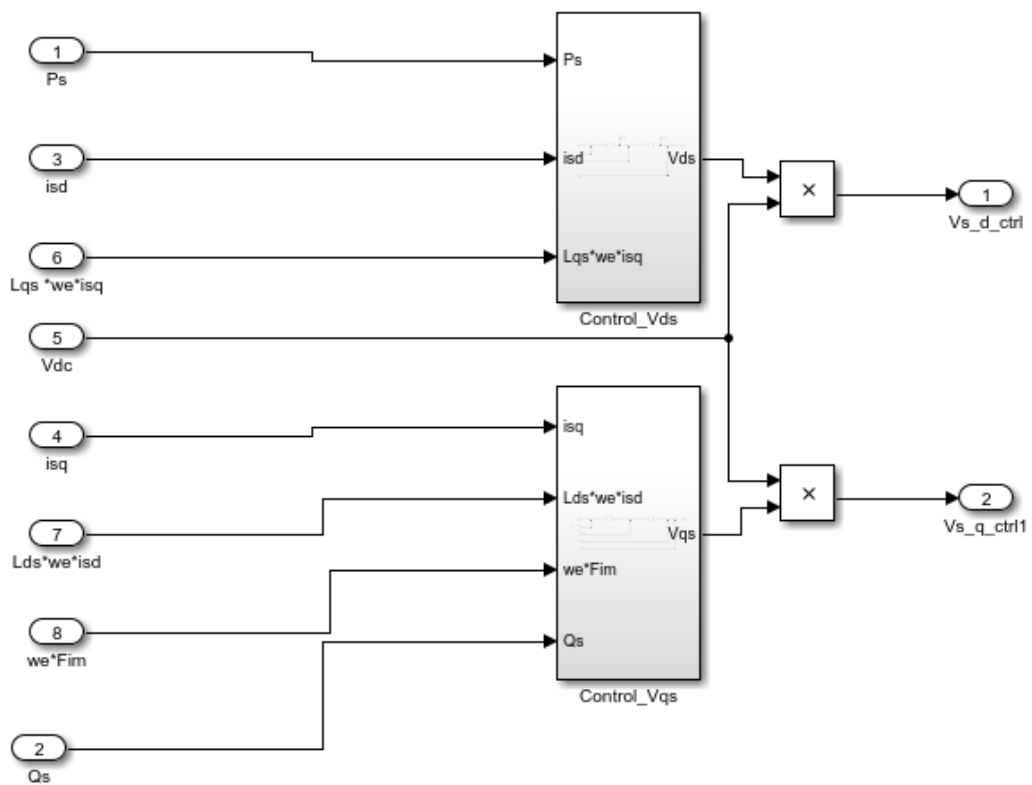 1
Ps
3
isd
6
Lqs *we*isq
5
Vdc
4
isq
7
Lds*we*isd
8
we*Fim
2
Qs
Ps
isd
Vds
Lqs*we*isq
Control_Vds
isq
Lds*we*isd
Vqs
we*Fim
Qs
Control_Vqs
×
×
1
Vs_d_ctrl
2
Vs_q_ctrl1